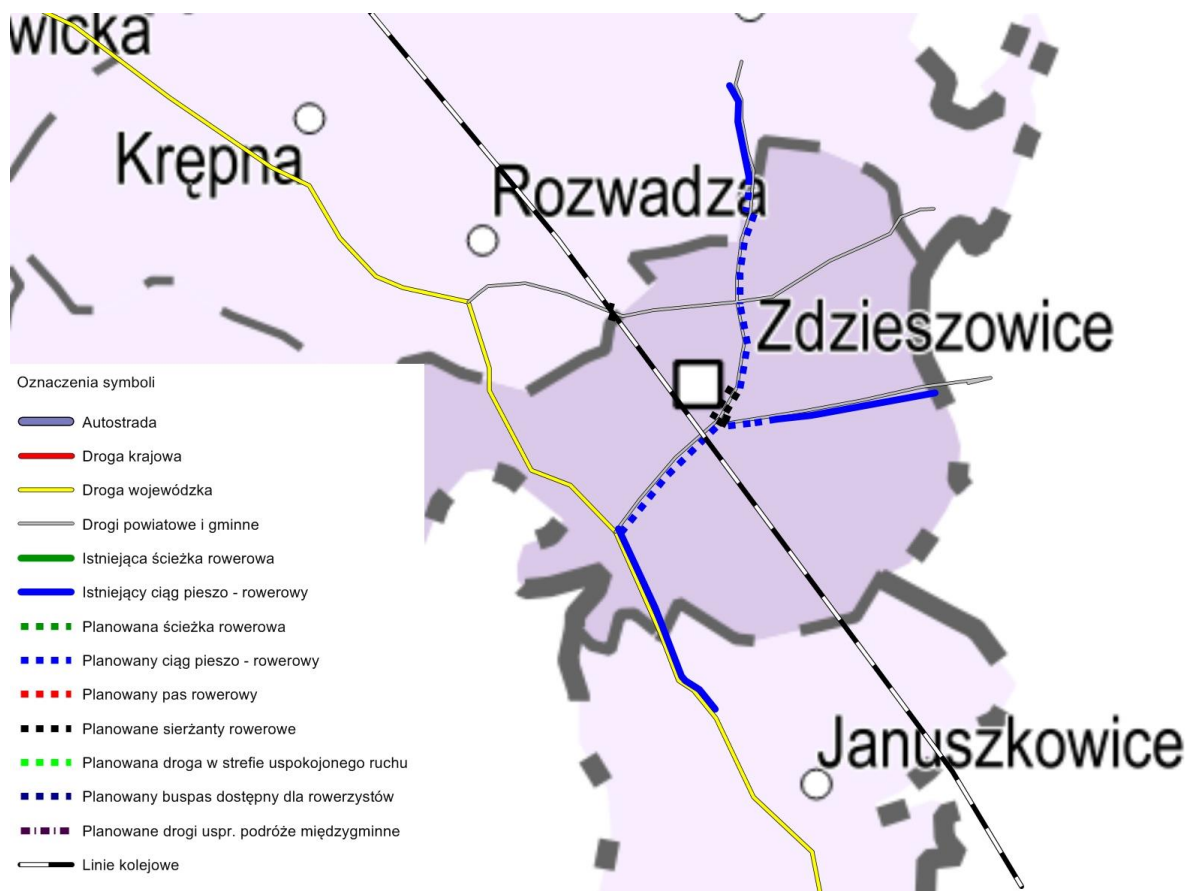 wicka
Krępna
Rozwadza
Zdzieszowice
Januszkowice
Oznaczenia symboli
Autostrada
Droga krajowa
Droga wojewódzka
Drogi powiatowe i gminne
Istniejąca ścieżka rowerowa
Istniejący ciąg pieszo - rowerowy
Planowana ścieżka rowerowa
Planowany ciąg pieszo - rowerowy
Planowany pas rowerowy
Planowane sierżanty rowerowe
Planowana droga w strefie uspokojonego ruchu
Planowany buspas dostępny dla rowerzystów
Planowane drogi uspr. podróże międzygminne
Linie kolejowe